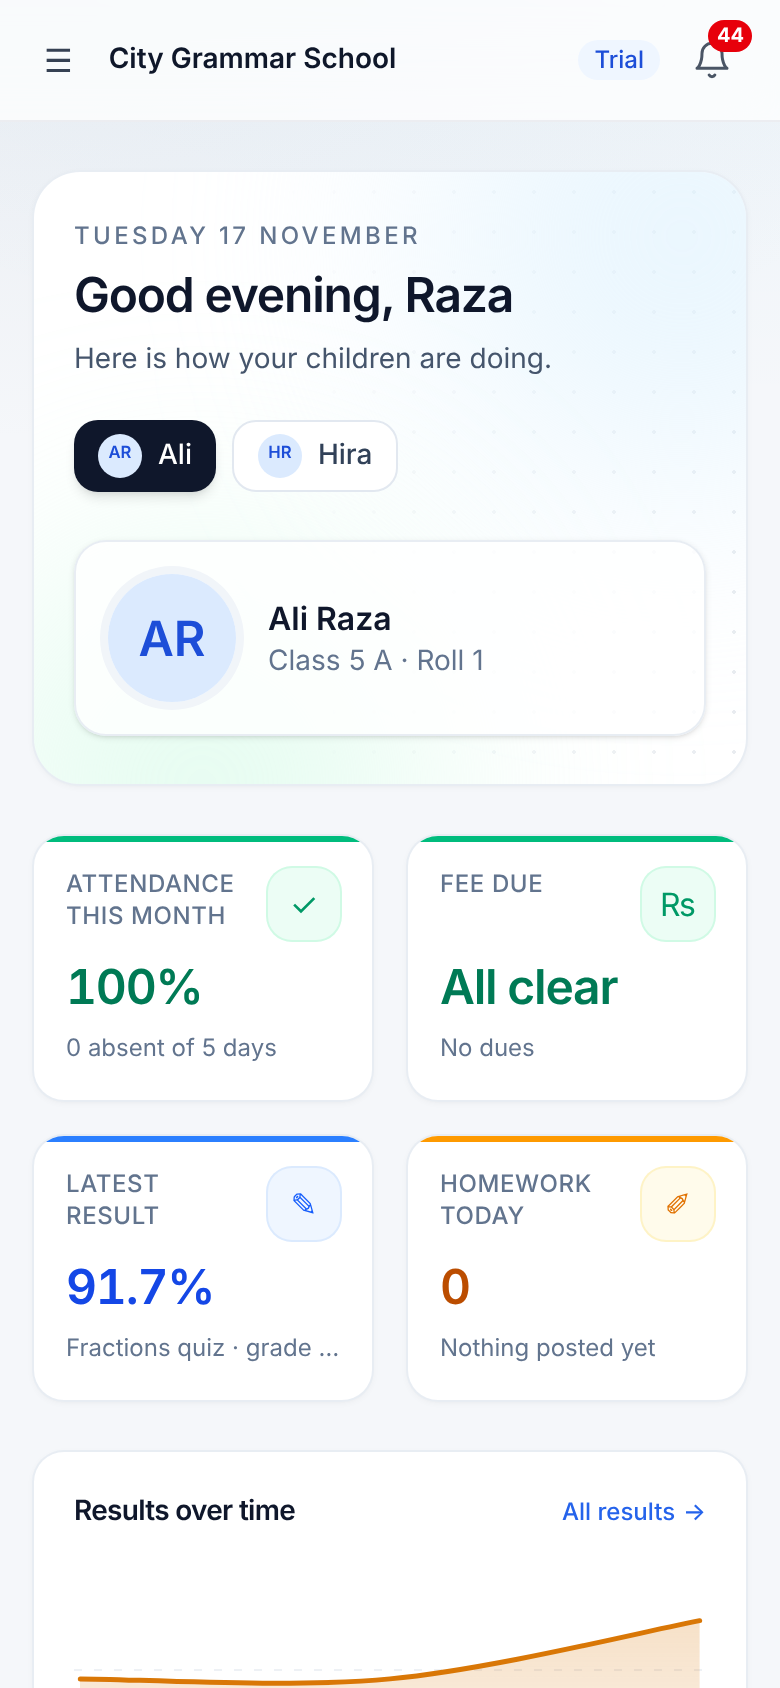 ☰ City Grammar School Trial 44
TUESDAY 17 NOVEMBER
Good evening, Raza
Here is how your children are doing.
AR Ali HR Hira
AR
Ali Raza
Class 5 A · Roll 1
ATTENDANCE
THIS MONTH
✓
100%
0 absent of 5 days
FEE DUE
Rs
All clear
No dues
LATEST
RESULT
✎
91.7%
Fractions quiz · grade ...
HOMEWORK
TODAY
✐
0
Nothing posted yet
Results over time
All results →